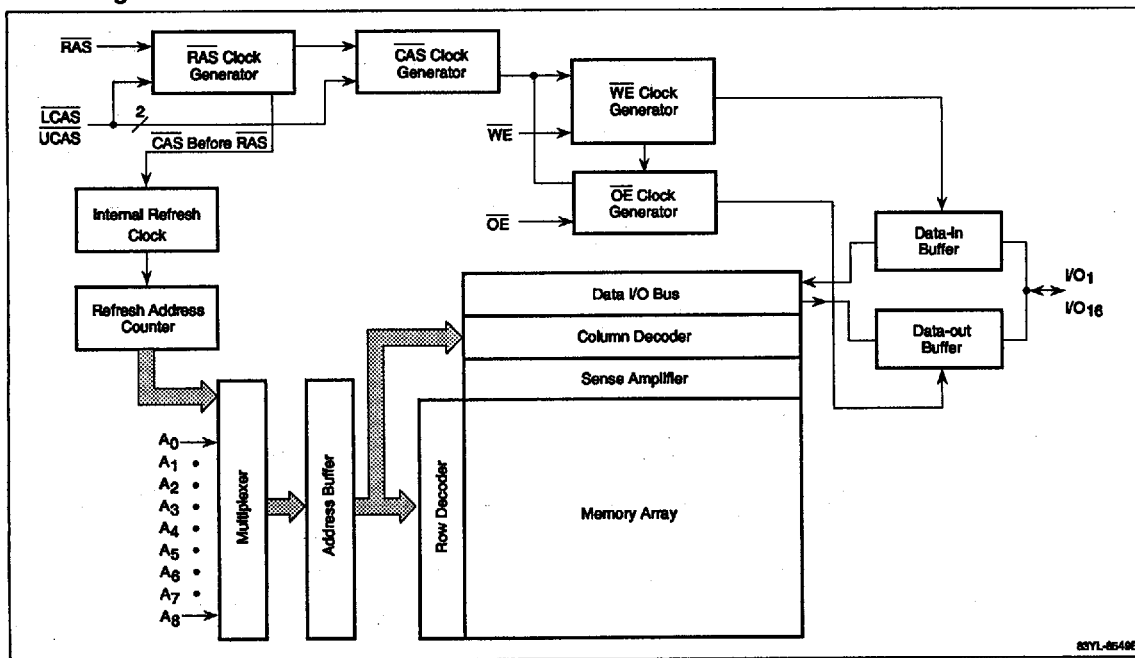 RAS
RAS Clock
Generator
CAS Clock
Generator
LCAS
UCAS
2
CAS Before RAS
WE Clock
Generator
WE
OE Clock
Generator
OE
Internal Refresh
Clock
Refresh Address
Counter
Data-In
Buffer
Data-out
Buffer
I/O1
I/O16
Data I/O Bus
Column Decoder
Sense Amplifier
Memory Array
Row Decoder
Address Buffer
Multiplexer
A0
A1
A2
A3
A4
A5
A6
A7
A8